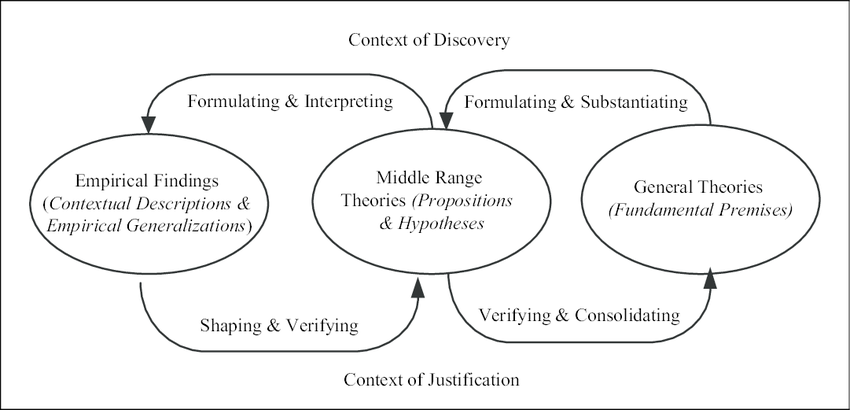 Context of Discovery
Formulating & Interpreting
Formulating & Substantiating
Empirical Findings
(Contextual Descriptions &
Empirical Generalizations)
Middle Range
Theories (Propositions
& Hypotheses
General Theories
(Fundamental Premises)
Shaping & Verifying
Verifying & Consolidating
Context of Justification